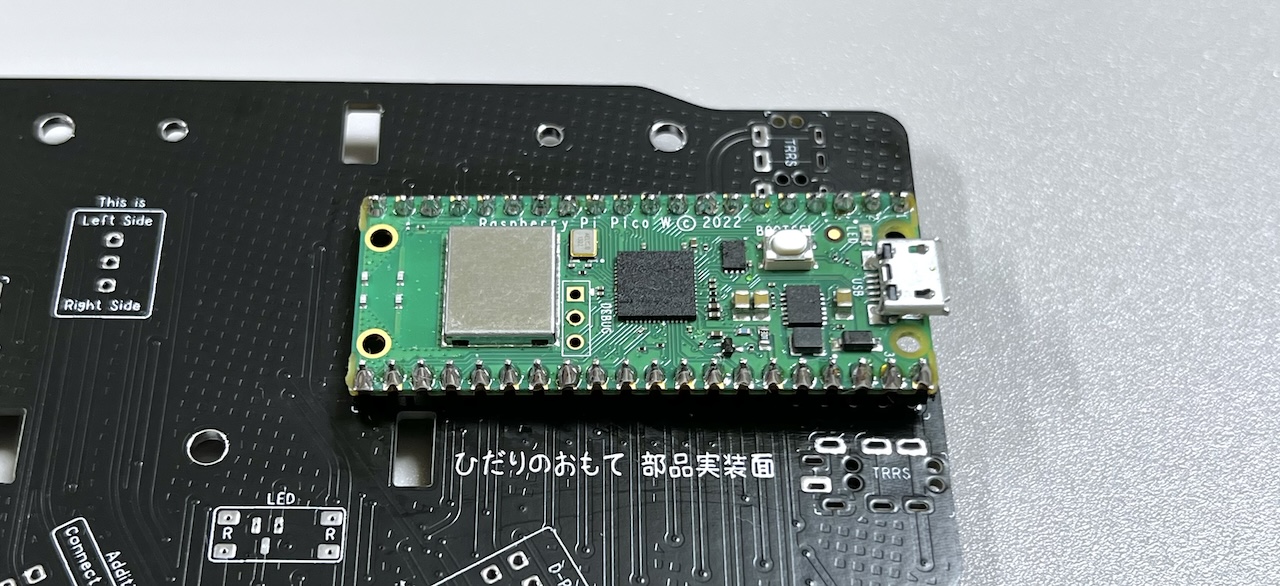 TRRS
This is
Left Side
Right Side
Raspberry Pi Pico W © 2022
BOOTSEL
LED
USB
DEBUG
ひだりのおもて 部品実装面
TRRS
LED
R
R
Connect